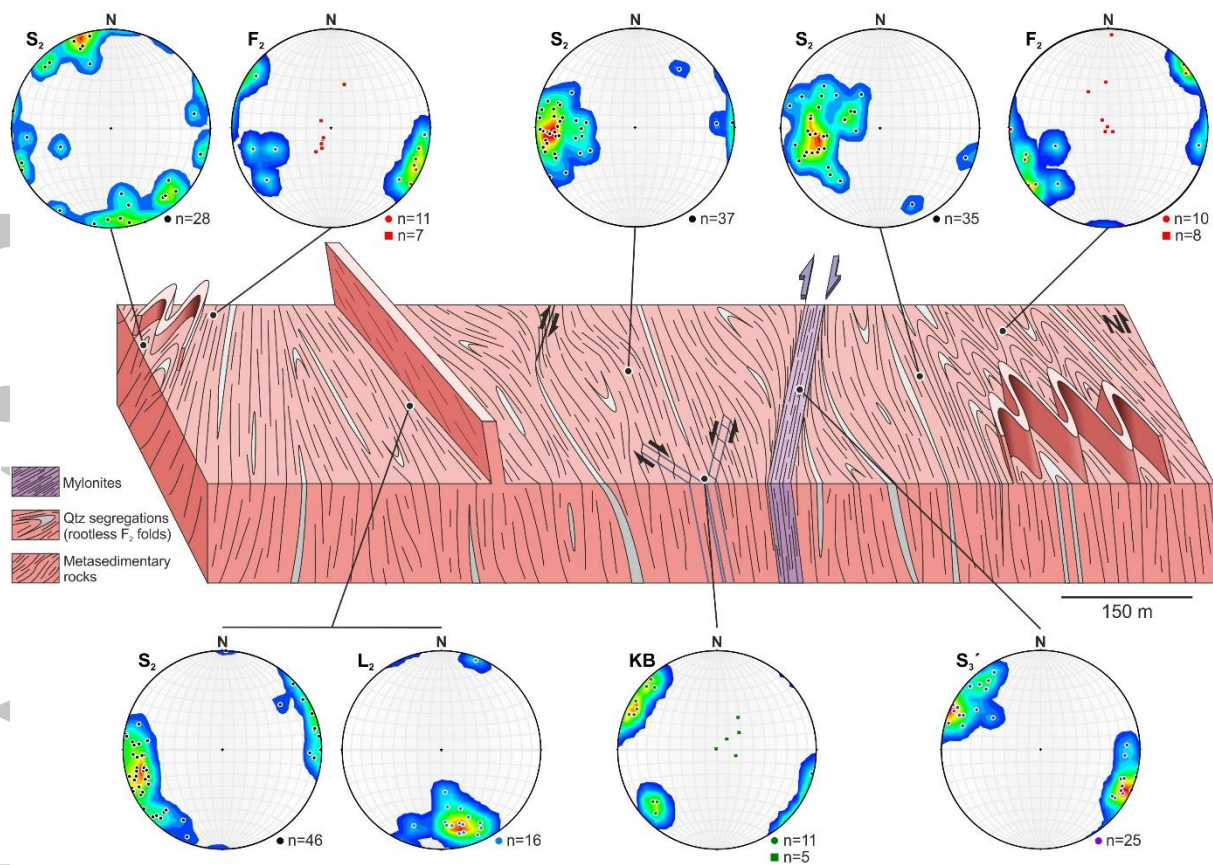 N
S₂
n=28
N
F₂
n=11
n=7
N
S₂
n=37
N
S₂
n=35
N
F₂
n=10
n=8
N
Mylonites
Qtz segregations
(rootless F₂ folds)
Metasedimentary
rocks
150 m
N
S₂
n=46
N
L₂
n=16
N
KB
n=11
n=5
N
S₃´
n=25